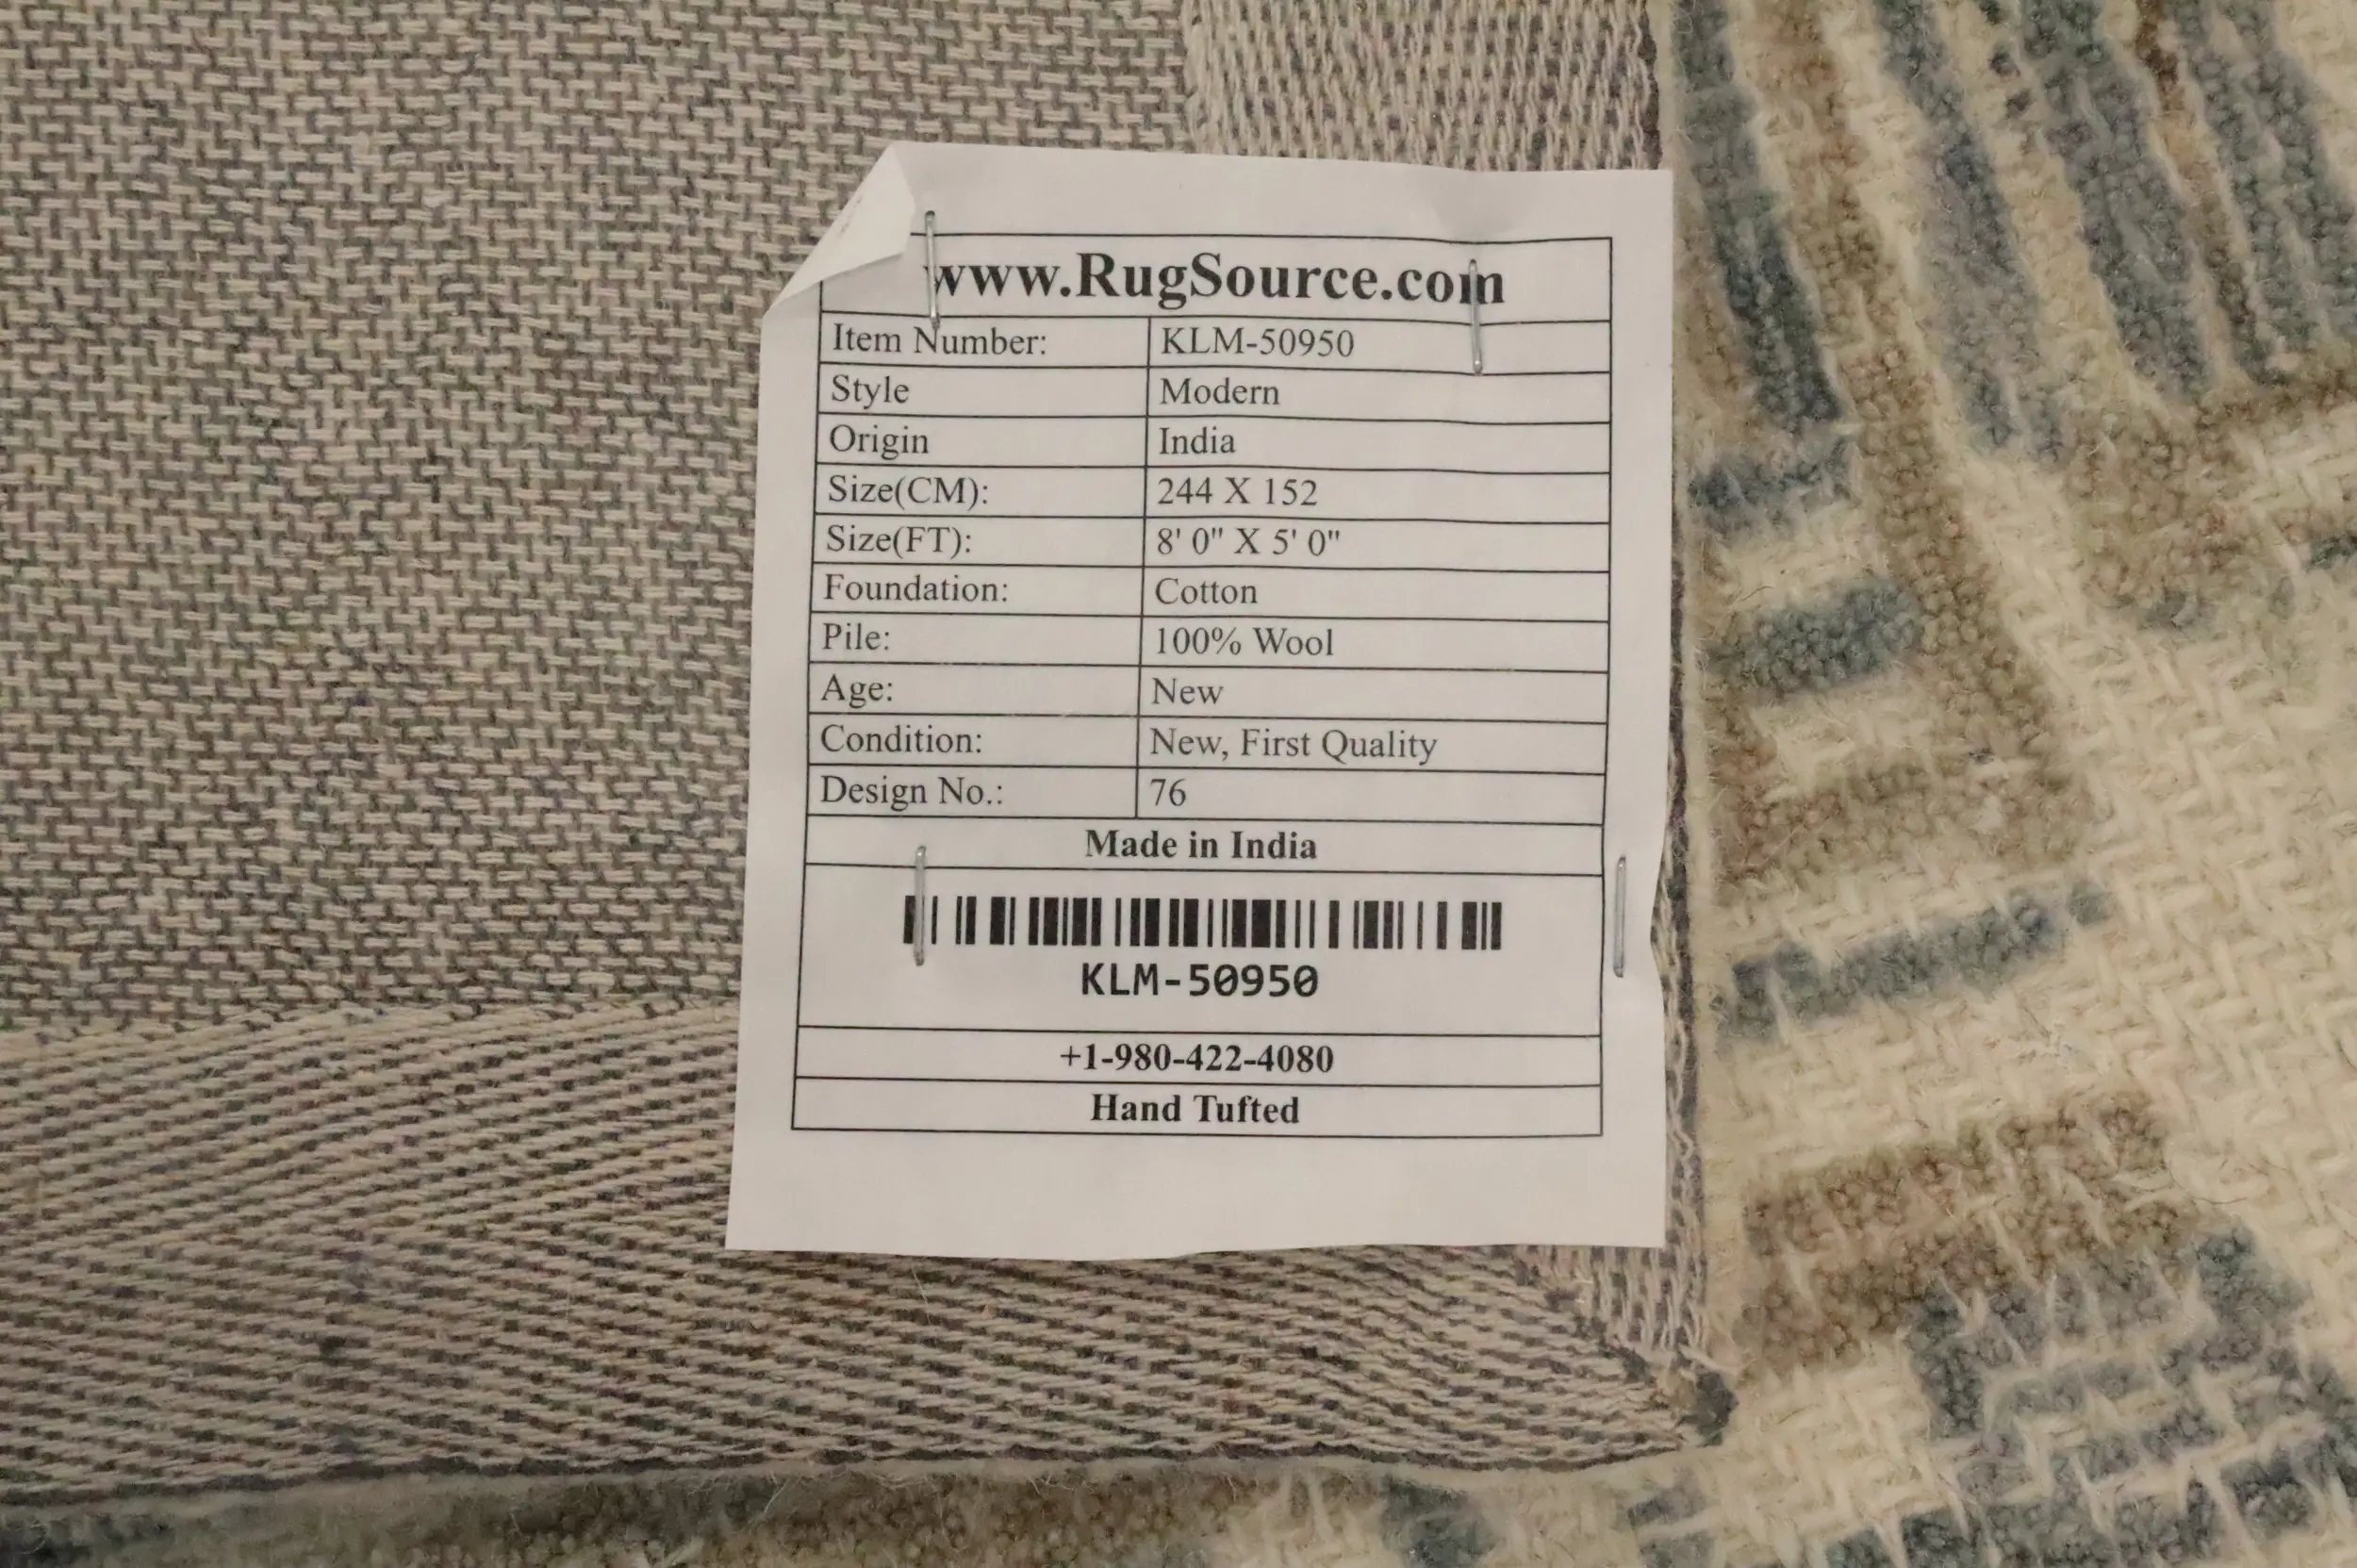 www.RugSource.com
Item Number: KLM-50950
Style Modern
Origin India
Size(CM): 244 X 152
Size(FT): 8' 0" X 5' 0"
Foundation: Cotton
Pile: 100% Wool
Age: New
Condition: New, First Quality
Design No.: 76
Made in India
KLM-50950
+1-980-422-4080
Hand Tufted